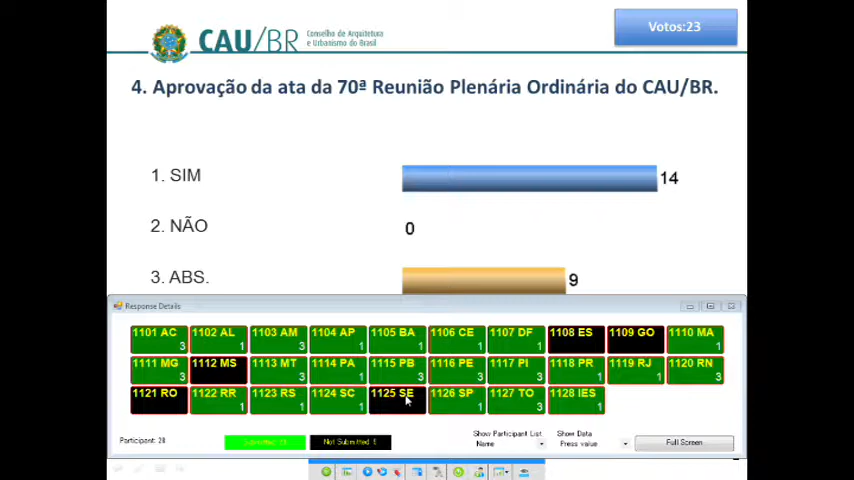 Votos:23
CAU/BR Conselho de Arquitetura
e Urbanismo do Brasil
4. Aprovação da ata da 70ª Reunião Plenária Ordinária do CAU/BR.
1. SIM 14
2. NÃO 0
3. ABS. 9
Response Details
1101 AC 1102 AL 1103 AM 1104 AP 1105 BA 1106 CE 1107 DF 1108 ES 1109 GO 1110 MA
3 1 3 1 1 1 3 1
1111 MG 1112 MS 1113 MT 1114 PA 1115 PB 1116 PE 1117 PI 1118 PR 1119 RJ 1120 RN
3 3 1 3 3 1 1 1 3
1121 RO 1122 RR 1123 RS 1124 SC 1125 SE 1126 SP 1127 TO 1128 IES
1 1 1 1 3 1
Participant: 28 Not Submitted Show Participant List Show Data Full Screen
Name Press value